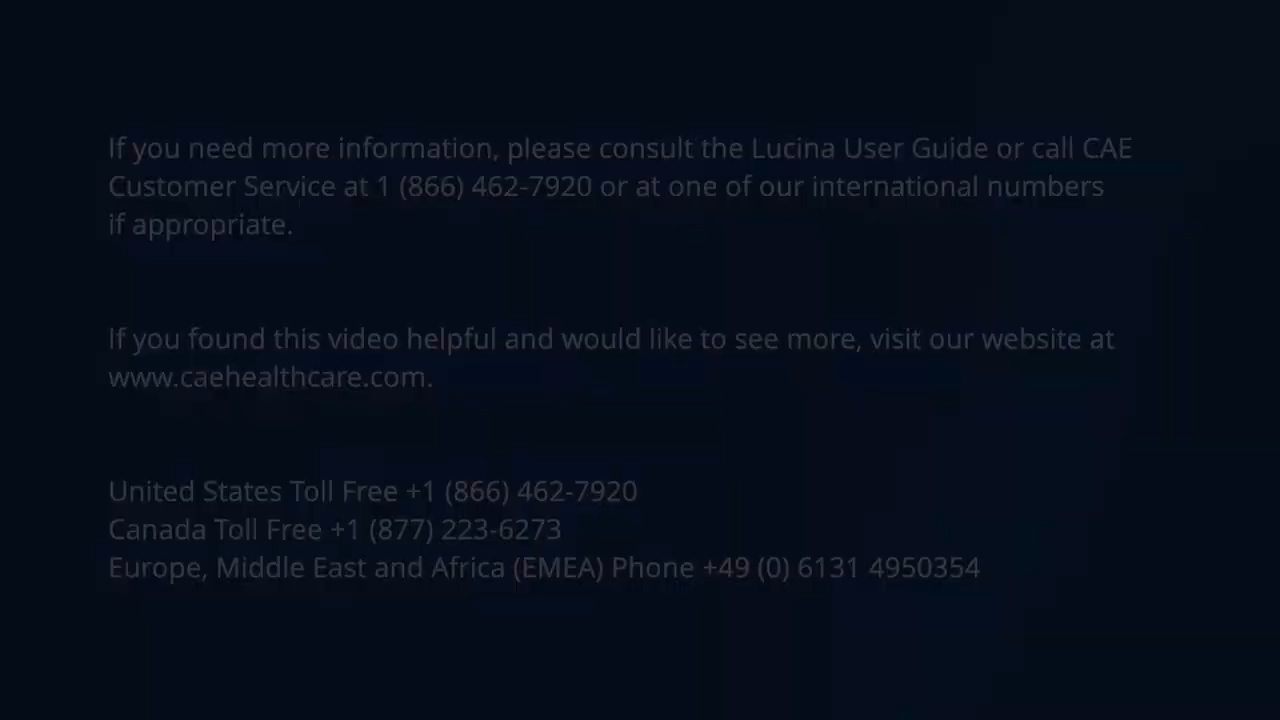 If you need more information, please consult the Lucina User Guide or call CAE
Customer Service at 1 (866) 462-7920 or at one of our international numbers
if appropriate.
If you found this video helpful and would like to see more, visit our website at
www.caehealthcare.com.
United States Toll Free +1 (866) 462-7920
Canada Toll Free +1 (877) 223-6273
Europe, Middle East and Africa (EMEA) Phone +49 (0) 6131 4950354